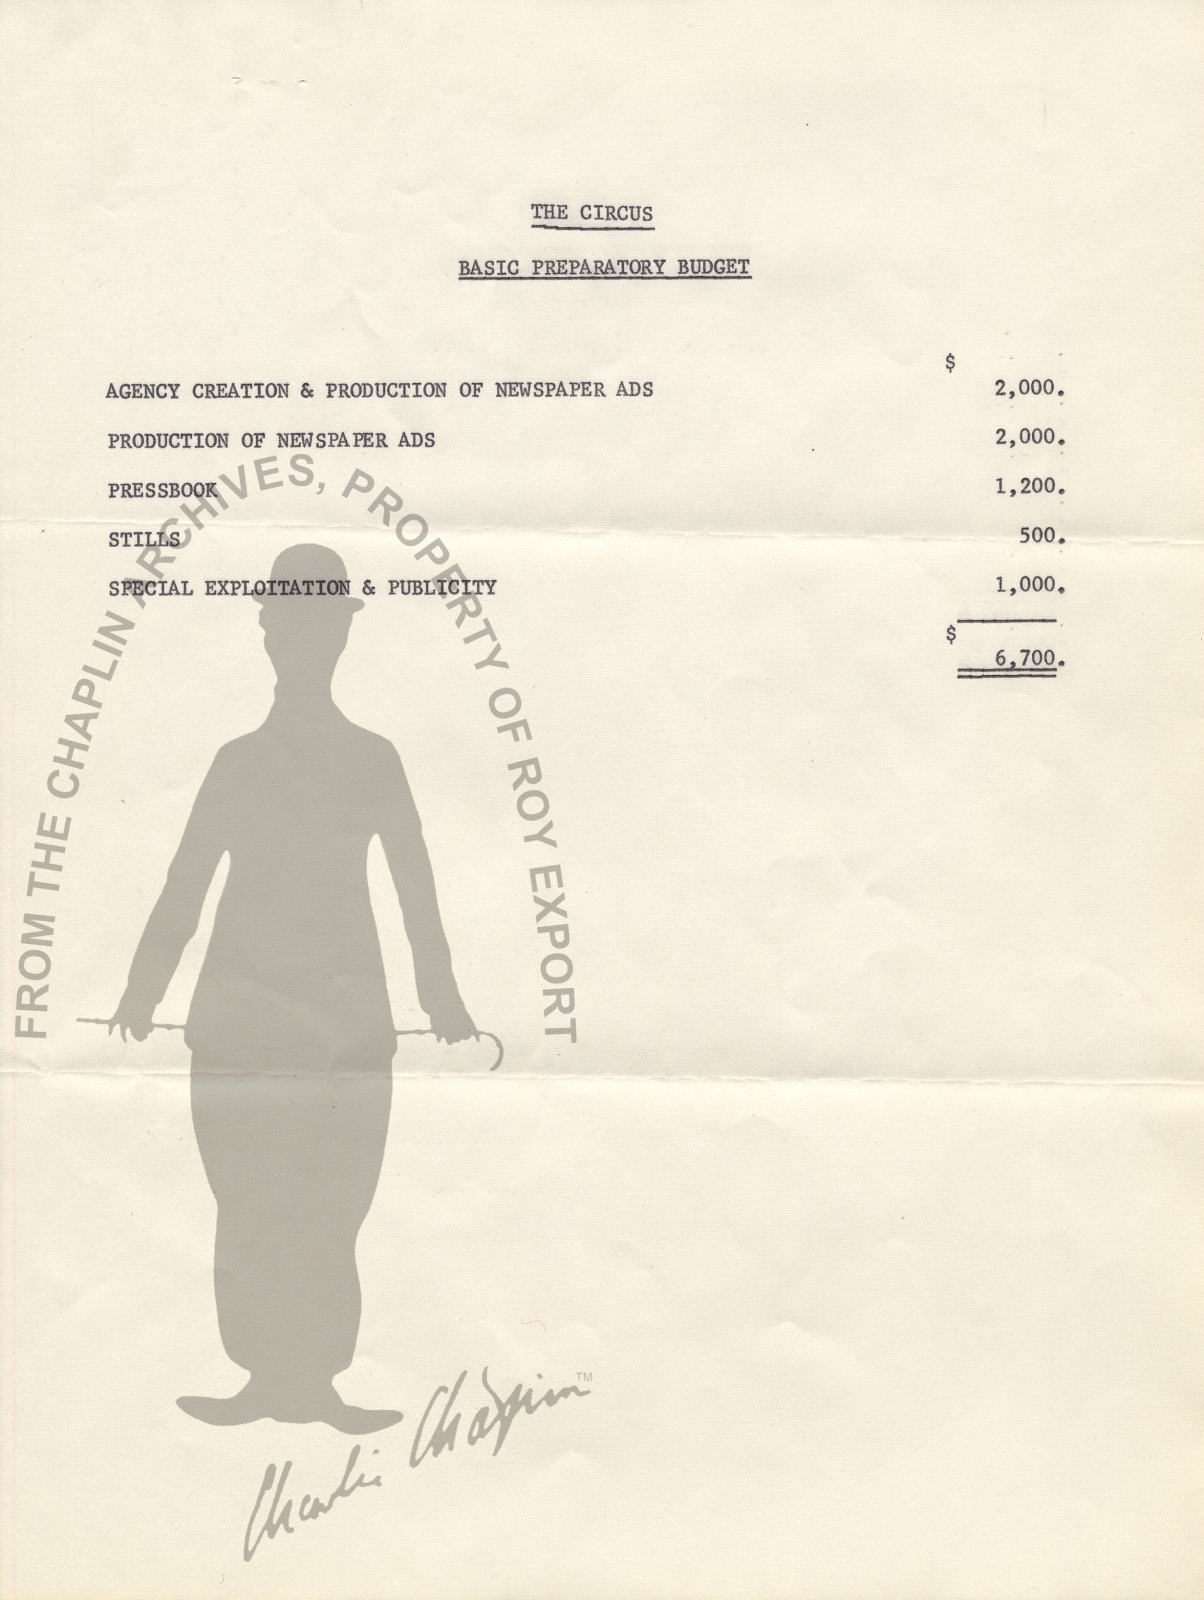 THE CIRCUS
BASIC PREPARATORY BUDGET
$
AGENCY CREATION & PRODUCTION OF NEWSPAPER ADS 2,000.
PRODUCTION OF NEWSPAPER ADS 2,000.
PRESSBOOK 1,200.
STILLS 500.
SPECIAL EXPLOITATION & PUBLICITY 1,000.
$
6,700.
FROM THE CHAPLIN ARCHIVES, PROPERTY OF ROY EXPORT
Charlie Chaplin TM